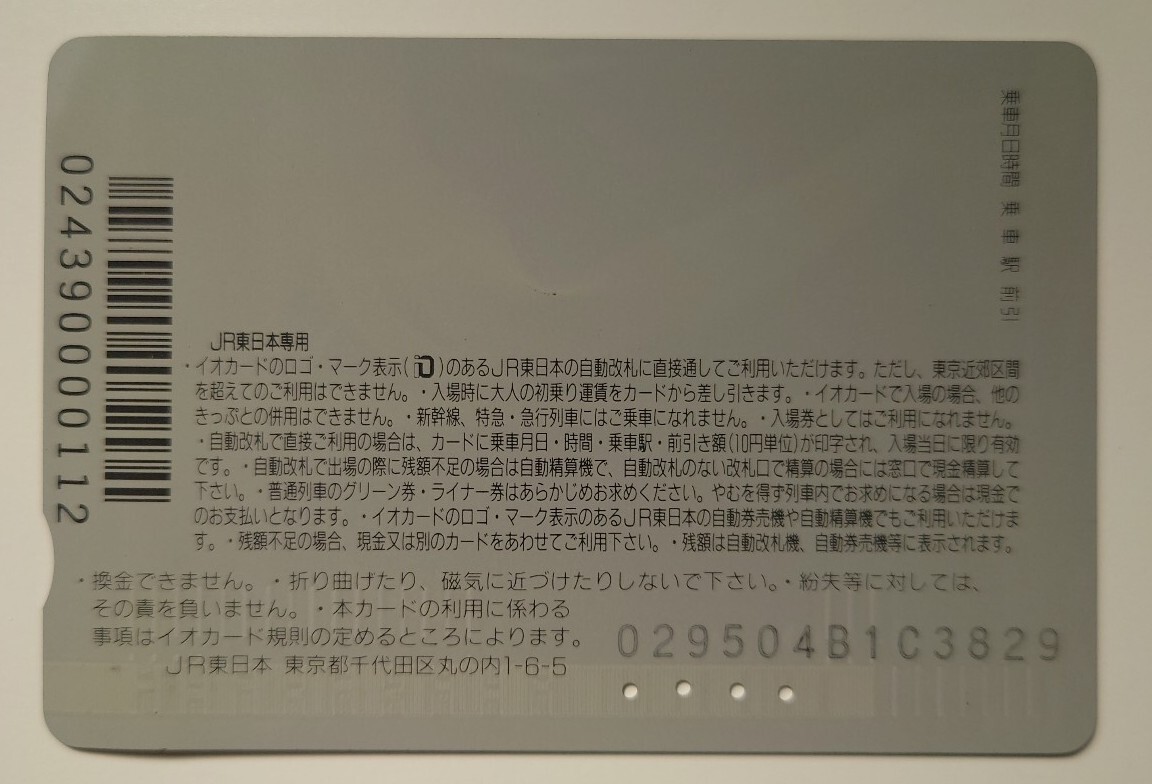 0243900000112
乗車月日時間 乗車駅 前引
JR東日本専用
・イオカードのロゴ・マーク表示(iO)のあるJR東日本の自動改札に直接通してご利用いただけます。ただし、東京近郊区間
を超えてのご利用はできません。・入場時に大人の初乗り運賃をカードから差し引きます。・イオカードで入場の場合、他の
きっぷとの併用はできません。・新幹線、特急・急行列車にはご乗車になれません。・入場券としてはご利用になれません。
・自動改札で直接ご利用の場合は、カードに乗車月日・時間・乗車駅・前引き額(10円単位)が印字され、入場当日に限り有効
です。・自動改札で出場の際に残額不足の場合は自動精算機で、自動改札のない改札口で精算の場合には窓口で現金精算して
下さい。・普通列車のグリーン券・ライナー券はあらかじめお求めください。やむを得ず列車内でお求めになる場合は現金で
のお支払いとなります。・イオカードのロゴ・マーク表示のあるJR東日本の自動券売機や自動精算機でもご利用いただけま
す。・残額不足の場合、現金又は別のカードをあわせてご利用下さい。・残額は自動改札機、自動券売機等に表示されます。
・換金できません。・折り曲げたり、磁気に近づけたりしないで下さい。・紛失等に対しては、
その責を負いません。・本カードの利用に係わる
事項はイオカード規則の定めるところによります。
JR東日本 東京都千代田区丸の内1-6-5
029504B1C3829